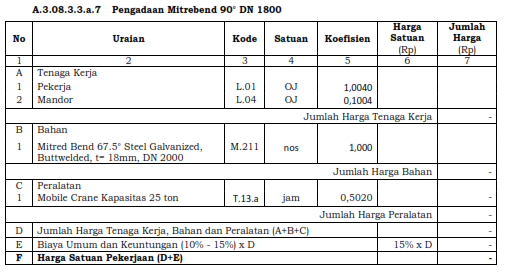 A.3.08.3.3.a.7 Pengadaan Mitrebend 90° DN 1800
No Uraian Kode Satuan Koefisien Harga Satuan (Rp) Jumlah Harga (Rp)
1 2 3 4 5 6 7
A Tenaga Kerja
1 Pekerja L.01 OJ 1,0040
2 Mandor L.04 OJ 0,1004
Jumlah Harga Tenaga Kerja -
B Bahan
1 Mitred Bend 67.5° Steel Galvanized, M.211 nos 1,000
Buttwelded, t= 18mm, DN 2000
Jumlah Harga Bahan -
C Peralatan
1 Mobile Crane Kapasitas 25 ton T.13.a jam 0,5020 -
Jumlah Harga Peralatan -
D Jumlah Harga Tenaga Kerja, Bahan dan Peralatan (A+B+C) -
E Biaya Umum dan Keuntungan (10% - 15%) x D 15% x D -
F Harga Satuan Pekerjaan (D+E) -